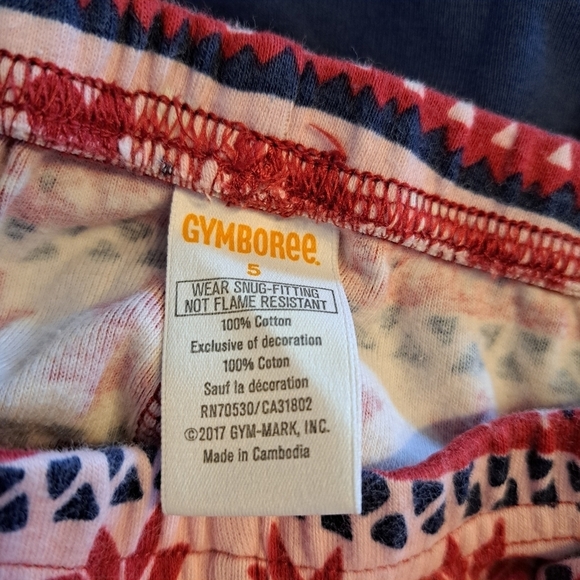 GYMBOREE.
5
WEAR SNUG-FITTING
NOT FLAME RESISTANT
100% Cotton
Exclusive of decoration
100% Coton
Sauf la décoration
RN70530/CA31802
©2017 GYM-MARK, INC.
Made in Cambodia